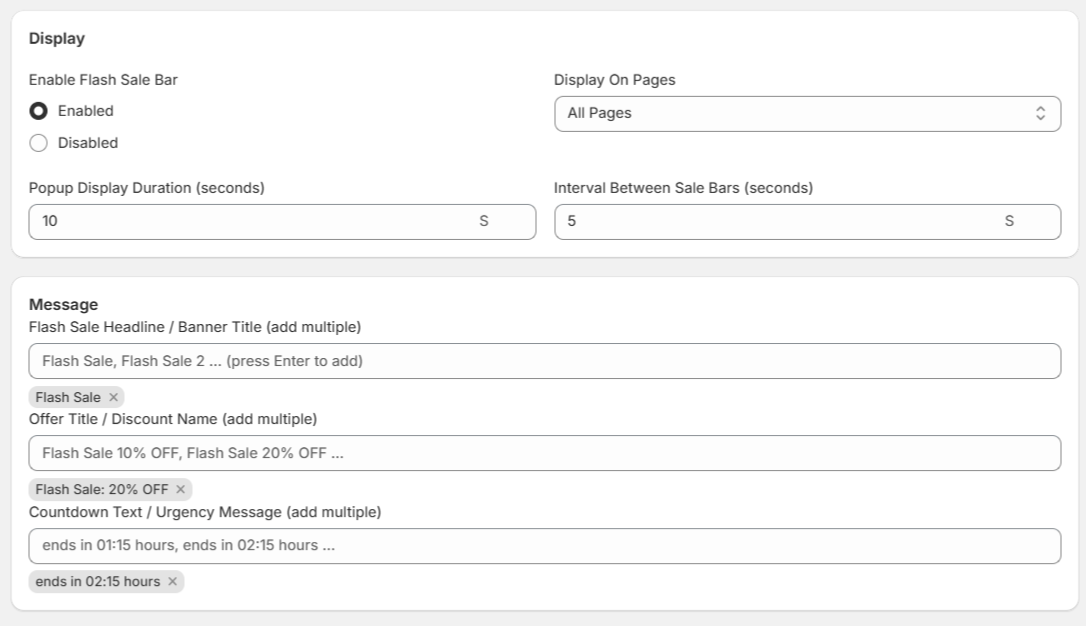 Display
Enable Flash Sale Bar
Enabled
Disabled
Display On Pages
All Pages
Popup Display Duration (seconds)
10 S
Interval Between Sale Bars (seconds)
5 S
Message
Flash Sale Headline / Banner Title (add multiple)
Flash Sale, Flash Sale 2 ... (press Enter to add)
Flash Sale ×
Offer Title / Discount Name (add multiple)
Flash Sale 10% OFF, Flash Sale 20% OFF ...
Flash Sale: 20% OFF ×
Countdown Text / Urgency Message (add multiple)
ends in 01:15 hours, ends in 02:15 hours ...
ends in 02:15 hours ×